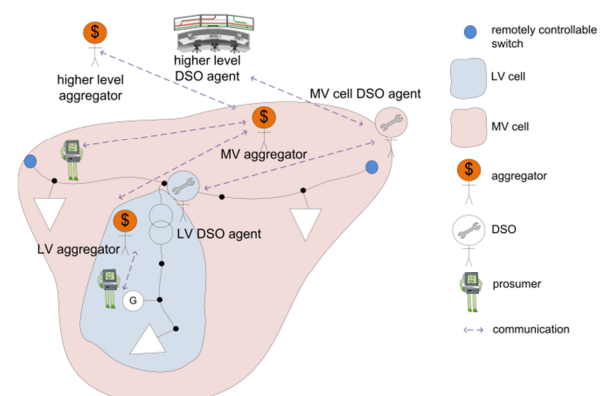 $
higher level
aggregator
higher level
DSO agent
MV cell DSO agent
$
MV aggregator
$
LV aggregator
LV DSO agent
G
remotely controllable
switch
LV cell
MV cell
$
aggregator
DSO
prosumer
communication